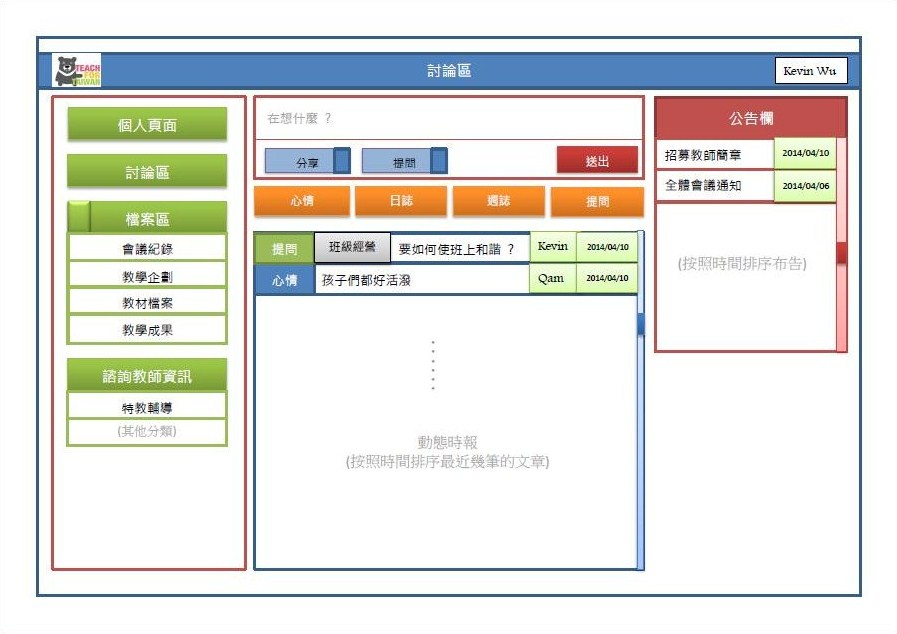 TEACH
FOR
TAIWAN
討論區
Kevin Wu
個人頁面
討論區
檔案區
會議紀錄
教學企劃
教材檔案
教學成果
諮詢教師資訊
特教輔導
(其他分類)
在想什麼 ？
分享
提問
送出
心情
日誌
週誌
提問
提問 班級經營 要如何使班上和諧 ？ Kevin 2014/04/10
心情 孩子們都好活潑 Qam 2014/04/10
動態時報
(按照時間排序最近幾筆的文章)
公告欄
招募教師簡章 2014/04/10
全體會議通知 2014/04/06
(按照時間排序布告)